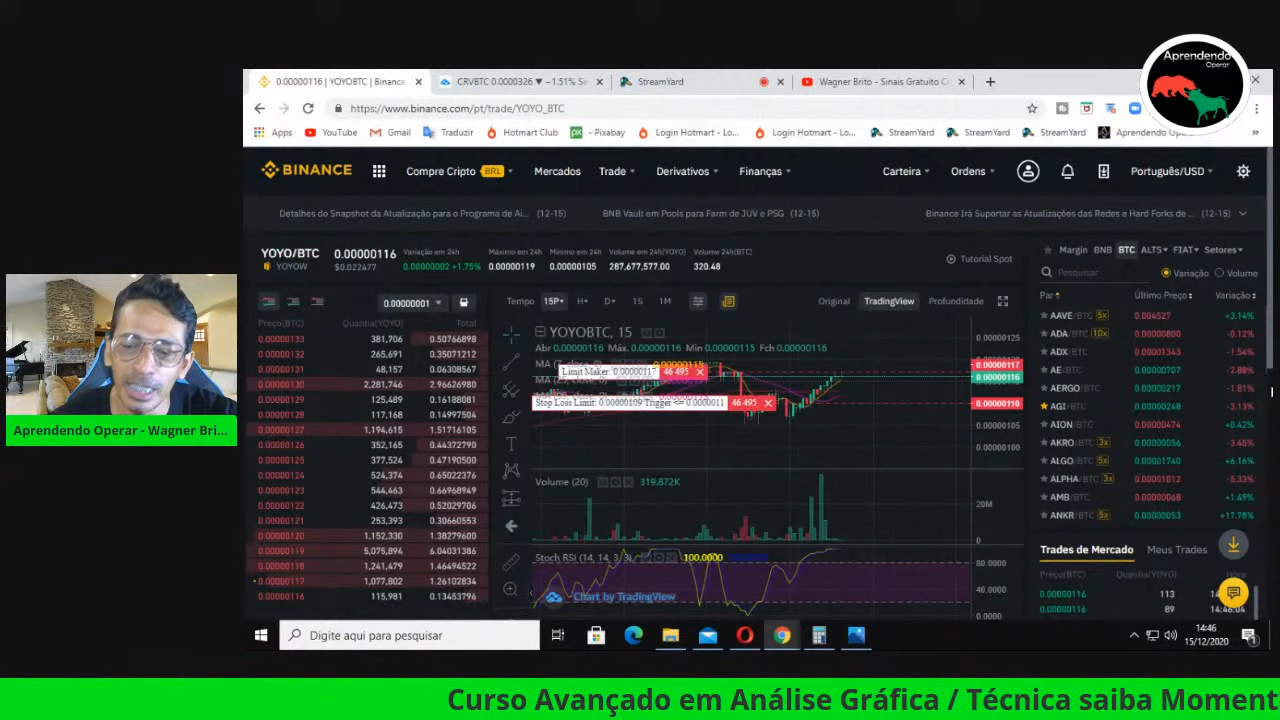 Aprendendo
Operar
0.00000116 | YOYOBTC | Binance
CRVBTC 0.0000326 ▼ −1.51% Se
StreamYard
Wagner Brito - Sinais Gratuito C
https://www.binance.com/pt/trade/YOYO_BTC
Apps YouTube Gmail Traduzir Hotmart Club - Pixabay Login Hotmart - Lo... Login Hotmart - Lo... StreamYard StreamYard StreamYard Aprendendo »
BINANCE Compre Cripto BRL Mercados Trade Derivativos Finanças Carteira Ordens Português/USD
Detalhes do Snapshot da Atualização para o Programa de Ai... (12-15) BNB Vault em Pools para Farm de JUV e PSG (12-15) Binance Irá Suportar as Atualizações das Redes e Hard Forks de ... (12-15)
YOYO/BTC 0.00000116 Variação em 24h Máximo em 24h Mínimo em 24h Volume em 24h(YOYO) Volume 24h(BTC)
YOYOW $0.022477 0.00000002 +1.75% 0.00000119 0.00000105 287,677,577.00 320.48
Tutorial Spot
Margin BNB BTC ALTS FIAT Setores
Pesquisar Variação Volume
0.00000001
Tempo 15P H D 1S 1M Original TradingView Profundidade
Par Último Preço Variação
Preço(BTC) Quantia(YOYO) Total
0.00000133 381,706 0.50766898
0.00000132 265,691 0.35071212
0.00000131 48,157 0.06308567
0.00000130 2,281,746 2.96626980
0.00000129 125,489 0.16188081
0.00000128 117,168 0.14997504
0.00000127 1,194,615 1.51716105
0.00000126 352,165 0.44372790
0.00000125 377,524 0.47190500
0.00000124 524,374 0.65022376
0.00000123 544,463 0.66968949
0.00000122 426,473 0.52029706
0.00000121 253,393 0.30660553
0.00000120 1,152,330 1.38279600
0.00000119 5,075,894 6.04031386
0.00000118 1,241,479 1.46494522
0.00000117 1,077,802 1.26102834
0.00000116 115,981 0.13453796
YOYOBTC, 15
Abr 0.00000116 Máx. 0.00000116 Min 0.00000115 Fch 0.00000116
Limit Maker: 0.00000117 46 495
Stop Loss Limit: 0.00000109 Trigger <= 0.0000011 46 495
0.00000125
0.00000117
0.00000116
0.00000110
0.00000105
0.00000100
Volume (20) 319.872K
20M
0
Stoch RSI (14, 14, 3, 3) 100.0000
80.0000
40.0000
0.0000
Chart by TradingView
AAVE/BTC 5x 0.004527 +3.14%
ADA/BTC 10x 0.00000800 -0.12%
ADX/BTC 0.00001343 -1.54%
AE/BTC 0.00000707 -2.88%
AERGO/BTC 0.00000217 -1.81%
AGI/BTC 0.00000248 -3.13%
AION/BTC 0.00000474 +0.42%
AKRO/BTC 3x 0.00000056 -3.45%
ALGO/BTC 5x 0.00001740 +6.16%
ALPHA/BTC 3x 0.00001012 -5.33%
AMB/BTC 0.00000068 +1.49%
ANKR/BTC 5x 0.00000053 +17.78%
Trades de Mercado Meus Trades
Preço(BTC) Quantia(YOYO)
0.00000116 113
0.00000116 89 14:46:04
Aprendendo Operar - Wagner Bri...
Digite aqui para pesquisar
14:46
15/12/2020
Curso Avançado em Análise Gráfica / Técnica saiba Moment